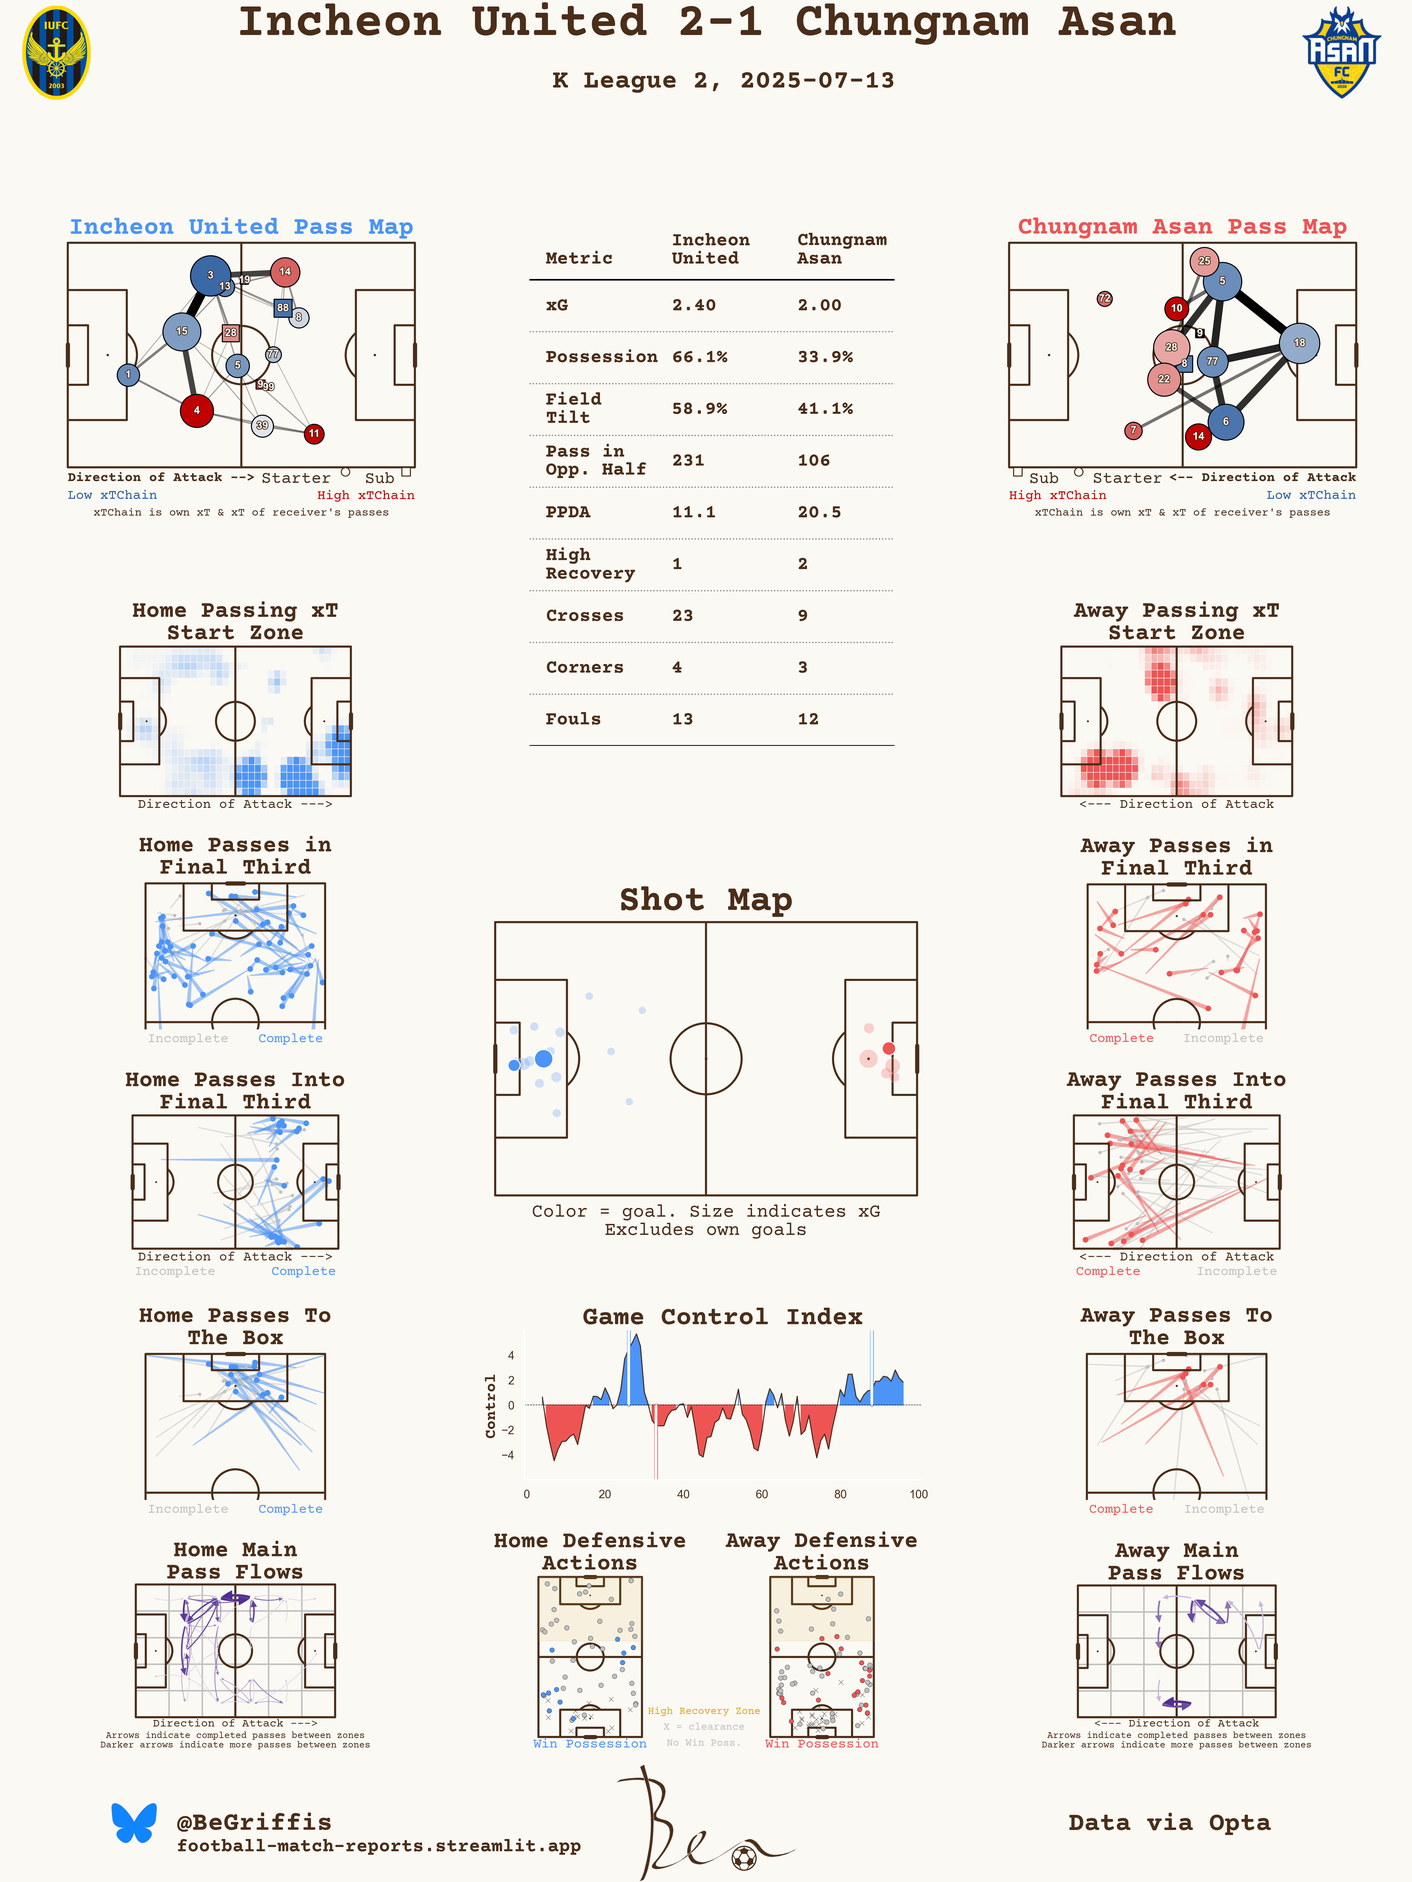 Incheon United 2-1 Chungnam Asan
K League 2, 2025-07-13
IUFC
2003
CHUNGNAM
ASAN
FC
2020
Incheon United Pass Map
3
14
13
19
88
8
15
28
77
5
1
9
99
4
39
11
Direction of Attack --> Starter Sub
Low xTChain High xTChain
xTChain is own xT & xT of receiver's passes
Metric Incheon United Chungnam Asan
xG 2.40 2.00
Possession 66.1% 33.9%
Field Tilt 58.9% 41.1%
Pass in Opp. Half 231 106
PPDA 11.1 20.5
High Recovery 1 2
Crosses 23 9
Corners 4 3
Fouls 13 12
Chungnam Asan Pass Map
25
5
72
10
9
28
18
8
77
22
6
7
14
Sub Starter <-- Direction of Attack
High xTChain Low xTChain
xTChain is own xT & xT of receiver's passes
Home Passing xT
Start Zone
Direction of Attack --->
Away Passing xT
Start Zone
<--- Direction of Attack
Home Passes in
Final Third
Incomplete Complete
Shot Map
Color = goal. Size indicates xG
Excludes own goals
Away Passes in
Final Third
Complete Incomplete
Home Passes Into
Final Third
Direction of Attack --->
Incomplete Complete
Away Passes Into
Final Third
<--- Direction of Attack
Complete Incomplete
Home Passes To
The Box
Incomplete Complete
Game Control Index
Control
4
2
0
−2
−4
0 20 40 60 80 100
Away Passes To
The Box
Complete Incomplete
Home Main
Pass Flows
Direction of Attack --->
Arrows indicate completed passes between zones
Darker arrows indicate more passes between zones
Home Defensive
Actions
Win Possession
High Recovery Zone
X = clearance
No Win Poss.
Away Defensive
Actions
Win Possession
Away Main
Pass Flows
<--- Direction of Attack
Arrows indicate completed passes between zones
Darker arrows indicate more passes between zones
@BeGriffis
football-match-reports.streamlit.app
Ben
Data via Opta